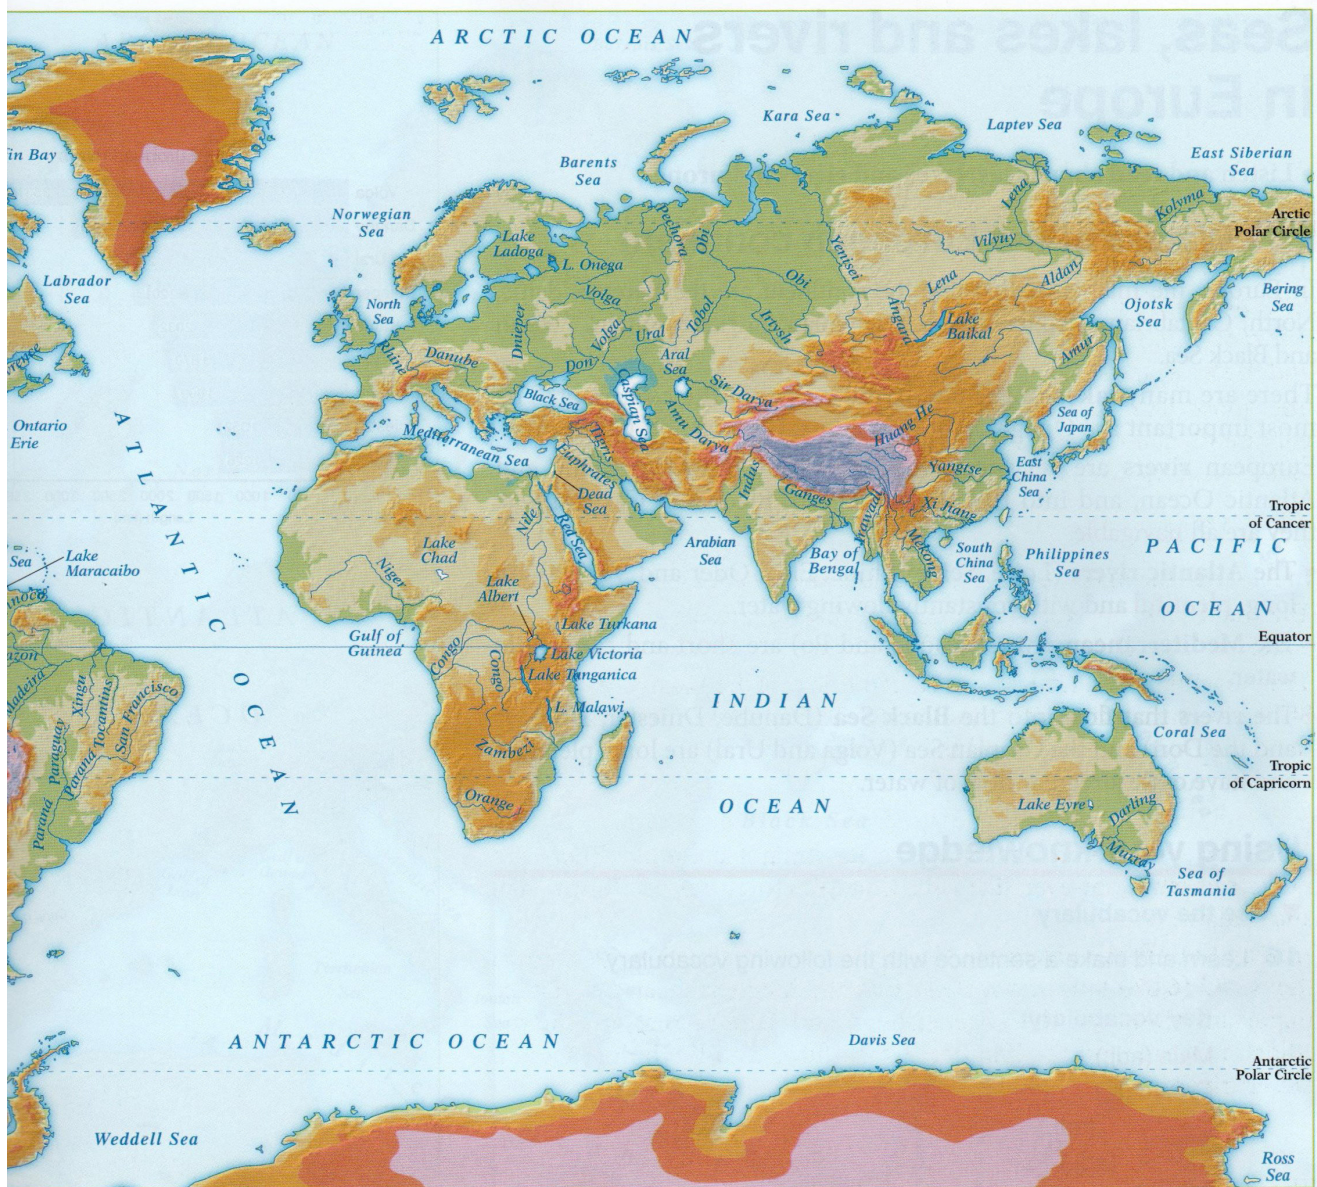 ARCTIC OCEAN
Kara Sea
Laptev Sea
East Siberian
Sea
in Bay
Barents
Sea
Norwegian
Sea
Lena
Kolyma
Arctic
Polar Circle
Pechora
Obi
Lake
Ladoga
L. Onega
Yenisei
Vilyuy
Labrador
Sea
North
Sea
Volga
Obi
Lena
Aldan
Ojotsk
Sea
Bering
Sea
Dnieper
Volga
Ural
Tobol
Irtysh
Angara
Lake
Baikal
Amur
Rhine
Danube
Don
Aral
Sea
Black Sea
Caspian Sea
Sir Darya
Amu Darya
Huang He
Sea of
Japan
Ontario
Erie
Mediterranean Sea
Tigris
Euphrates
Dead
Sea
Indus
Ganges
Yangtse
East
China
Sea
ATLANTIC
OCEAN
Nile
Red Sea
Xi Jiang
Mekong
Tropic
of Cancer
Sea
Lake
Maracaibo
Lake
Chad
Niger
Lake
Albert
Arabian
Sea
Bay of
Bengal
South
China
Sea
Philippines
Sea
PACIFIC
OCEAN
noco
Gulf of
Guinea
Lake Turkana
Equator
azon
Congo
Congo
Lake Victoria
Lake Tanganica
L. Malawi
Madeira
Xingu
Tocantins
San Francisco
Paraguay
Parana
Parana
Zambezi
Orange
INDIAN
OCEAN
Coral Sea
Tropic
of Capricorn
Lake Eyre
Darling
Murray
Sea of
Tasmania
ANTARCTIC OCEAN
Davis Sea
Antarctic
Polar Circle
Weddell Sea
Ross
Sea